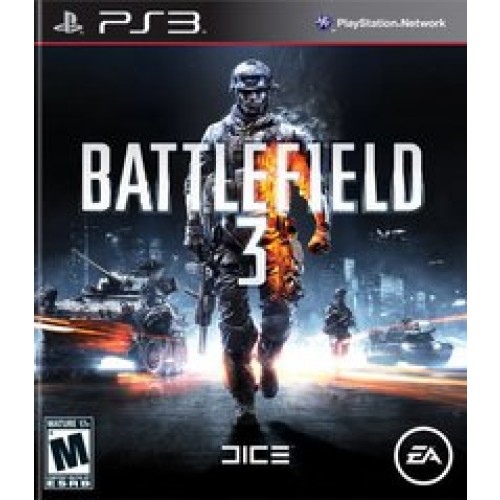 PS3
PlayStation®Network
BATTLEFIELD
3
MATURE 17+
M
ESRB
DICE
EA